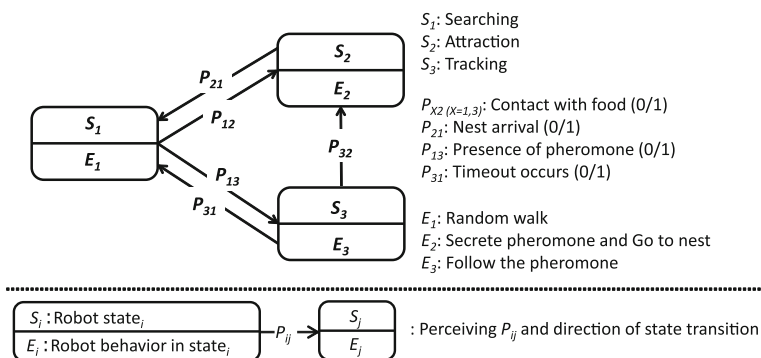 S1: Searching
S2: Attraction
S3: Tracking
PX2 (X=1,3): Contact with food (0/1)
P21: Nest arrival (0/1)
P13: Presence of pheromone (0/1)
P31: Timeout occurs (0/1)
E1: Random walk
E2: Secrete pheromone and Go to nest
E3: Follow the pheromone
S2
E2
P21
P12
S1
E1
P32
P13
P31
S3
E3
Si : Robot statei
Ei : Robot behavior in statei
Pij
Sj
Ej
: Perceiving Pij and direction of state transition